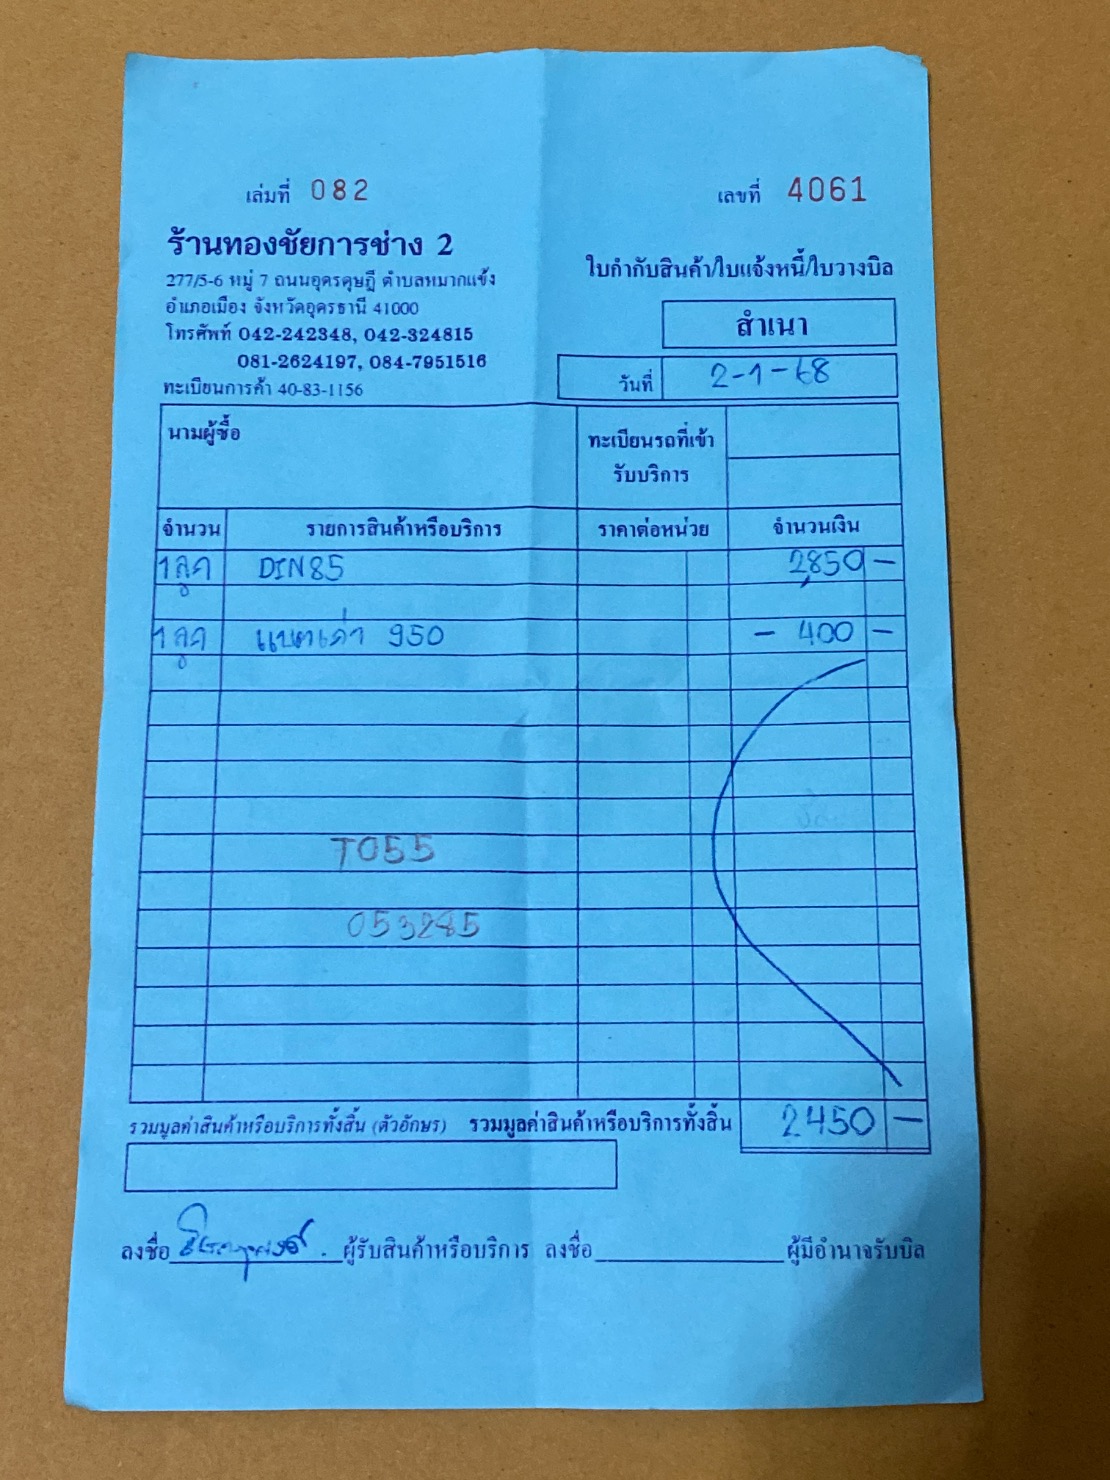 เล่มที่ 082
เลขที่ 4061
ร้านทองชัยการช่าง 2
277/5-6 หมู่ 7 ถนนอุดรดุษฎี ตำบลหมากแข้ง
อำเภอเมือง จังหวัดอุดรธานี 41000
โทรศัพท์ 042-242348, 042-324815
081-2624197, 084-7951516
ทะเบียนการค้า 40-83-1156
ใบกำกับสินค้า/ใบแจ้งหนี้/ใบวางบิล
สำเนา
วันที่ 2-1-68
นามผู้ซื้อ
ทะเบียนรถที่เข้า
รับบริการ
จำนวน รายการสินค้าหรือบริการ ราคาต่อหน่วย จำนวนเงิน
1 ลูก DIN85 2,850 -
1 ลูก แบตเก่า 950 - 400 -
T055
053285
รวมมูลค่าสินค้าหรือบริการทั้งสิ้น (ตัวอักษร) รวมมูลค่าสินค้าหรือบริการทั้งสิ้น 2450 -
ลงชื่อ ผู้รับสินค้าหรือบริการ ลงชื่อ ผู้มีอำนาจรับบิล